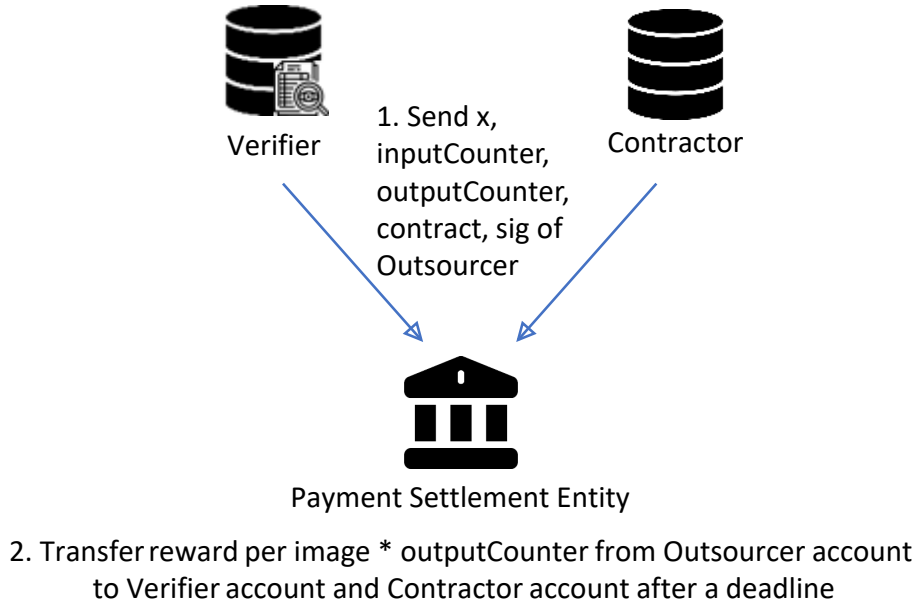 Verifier
1. Send x,
inputCounter,
outputCounter,
contract, sig of
Outsourcer
Contractor
Payment Settlement Entity
2. Transfer reward per image * outputCounter from Outsourcer account
to Verifier account and Contractor account after a deadline